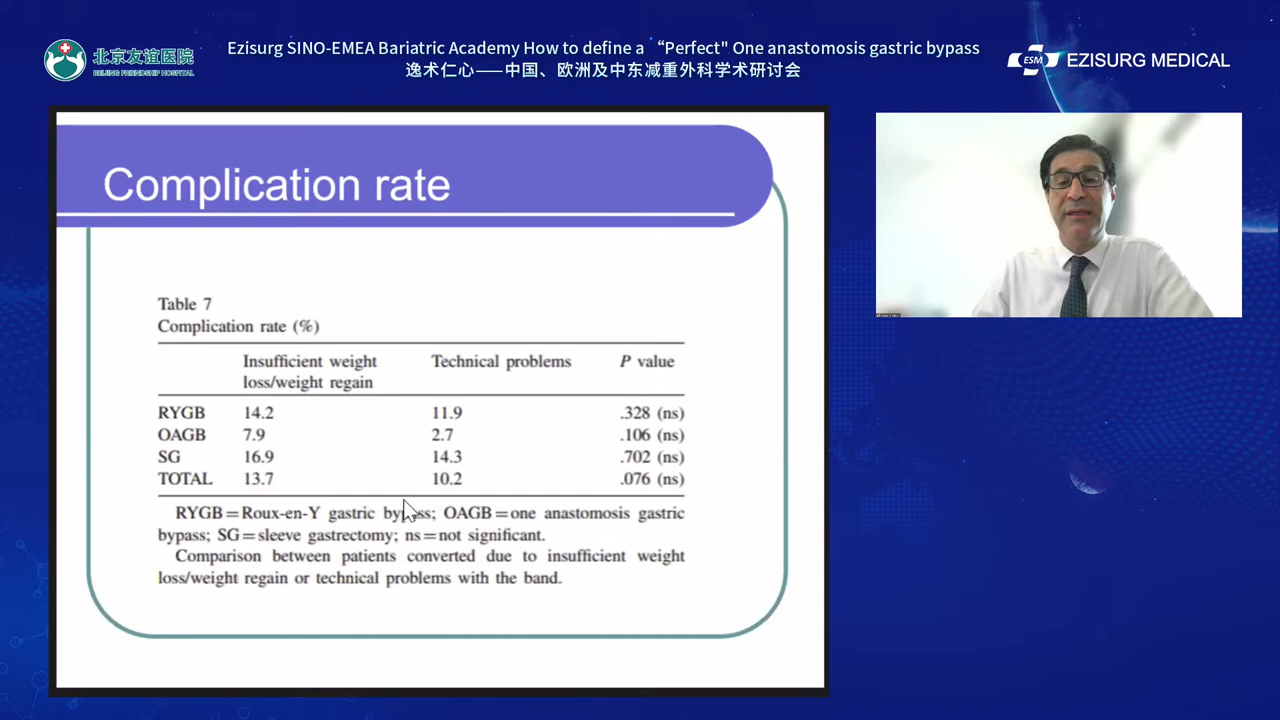 北京友谊医院
BEIJING FRIENDSHIP HOSPITAL
Ezisurg SINO-EMEA Bariatric Academy How to define a “Perfect" One anastomosis gastric bypass
逸术仁心——中国、欧洲及中东减重外科学术研讨会
ESM
EZISURG MEDICAL
Complication rate
Table 7
Complication rate (%)
Insufficient weight loss/weight regain Technical problems P value
RYGB 14.2 11.9 .328 (ns)
OAGB 7.9 2.7 .106 (ns)
SG 16.9 14.3 .702 (ns)
TOTAL 13.7 10.2 .076 (ns)
RYGB=Roux-en-Y gastric bypass; OAGB=one anastomosis gastric
bypass; SG=sleeve gastrectomy; ns=not significant.
Comparison between patients converted due to insufficient weight
loss/weight regain or technical problems with the band.